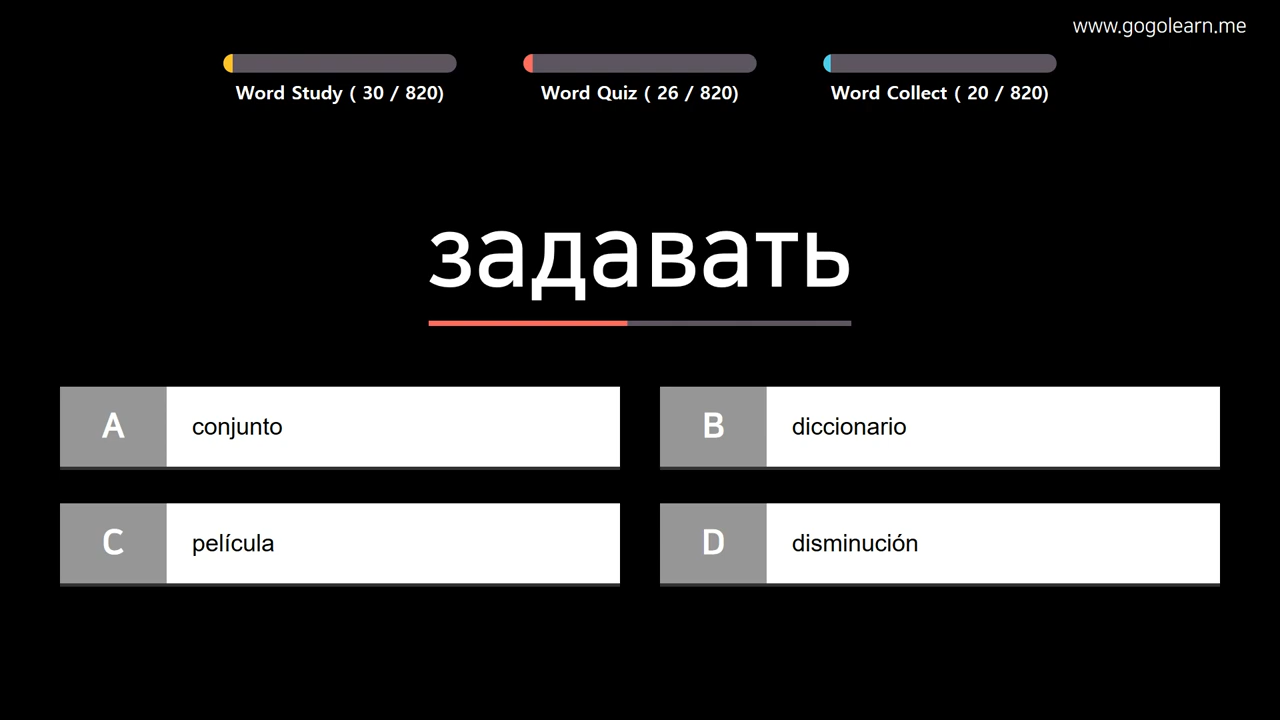 www.gogolearn.me
Word Study ( 30 / 820)
Word Quiz ( 26 / 820)
Word Collect ( 20 / 820)
задавать
A conjunto
B diccionario
C película
D disminución